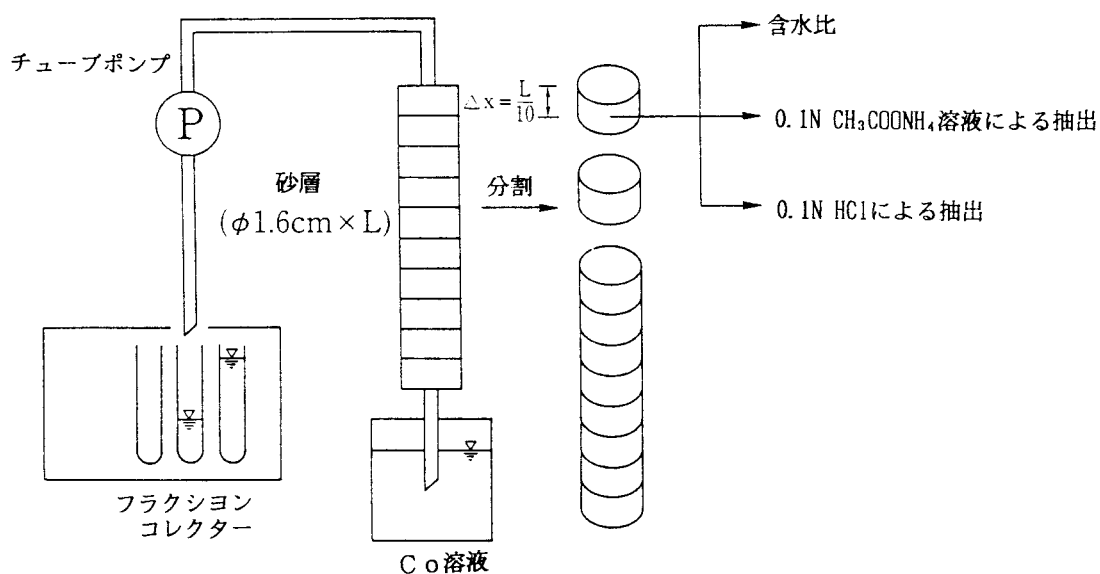 チューブポンプ
P
砂層
(φ1.6cm×L)
△x=L/10
分割
含水比
0.1N CH₃COONH₄溶液による抽出
0.1N HClによる抽出
フラクシヨン
コレクター
Co溶液